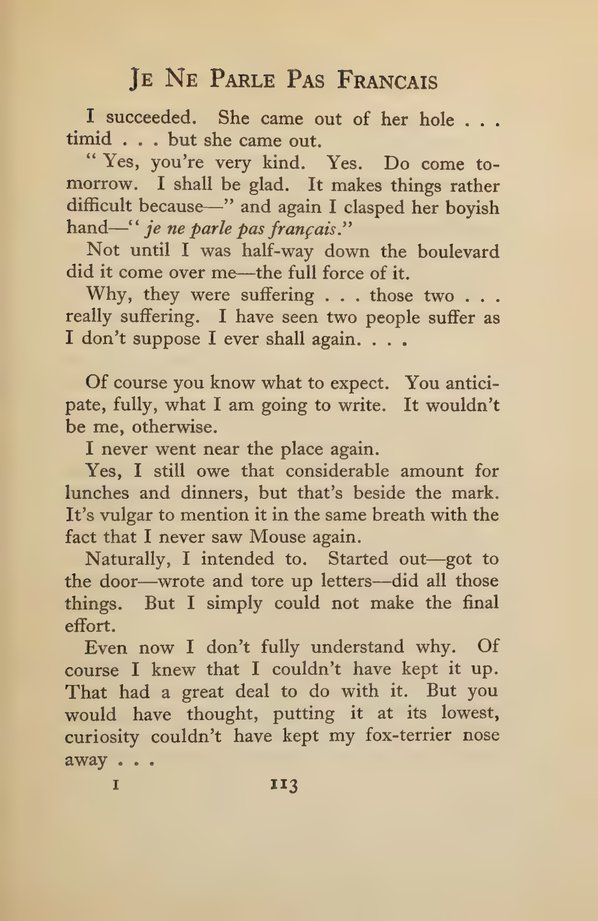 Je Ne Parle Pas Francais
I succeeded. She came out of her hole . . .
timid . . . but she came out.
“ Yes, you're very kind. Yes. Do come to-
morrow. I shall be glad. It makes things rather
difficult because—” and again I clasped her boyish
hand—“ je ne parle pas français.”
Not until I was half-way down the boulevard
did it come over me—the full force of it.
Why, they were suffering . . . those two . . .
really suffering. I have seen two people suffer as
I don't suppose I ever shall again. . . .
Of course you know what to expect. You antici-
pate, fully, what I am going to write. It wouldn't
be me, otherwise.
I never went near the place again.
Yes, I still owe that considerable amount for
lunches and dinners, but that's beside the mark.
It's vulgar to mention it in the same breath with the
fact that I never saw Mouse again.
Naturally, I intended to. Started out—got to
the door—wrote and tore up letters—did all those
things. But I simply could not make the final
effort.
Even now I don't fully understand why. Of
course I knew that I couldn't have kept it up.
That had a great deal to do with it. But you
would have thought, putting it at its lowest,
curiosity couldn't have kept my fox-terrier nose
away . . .
I 113